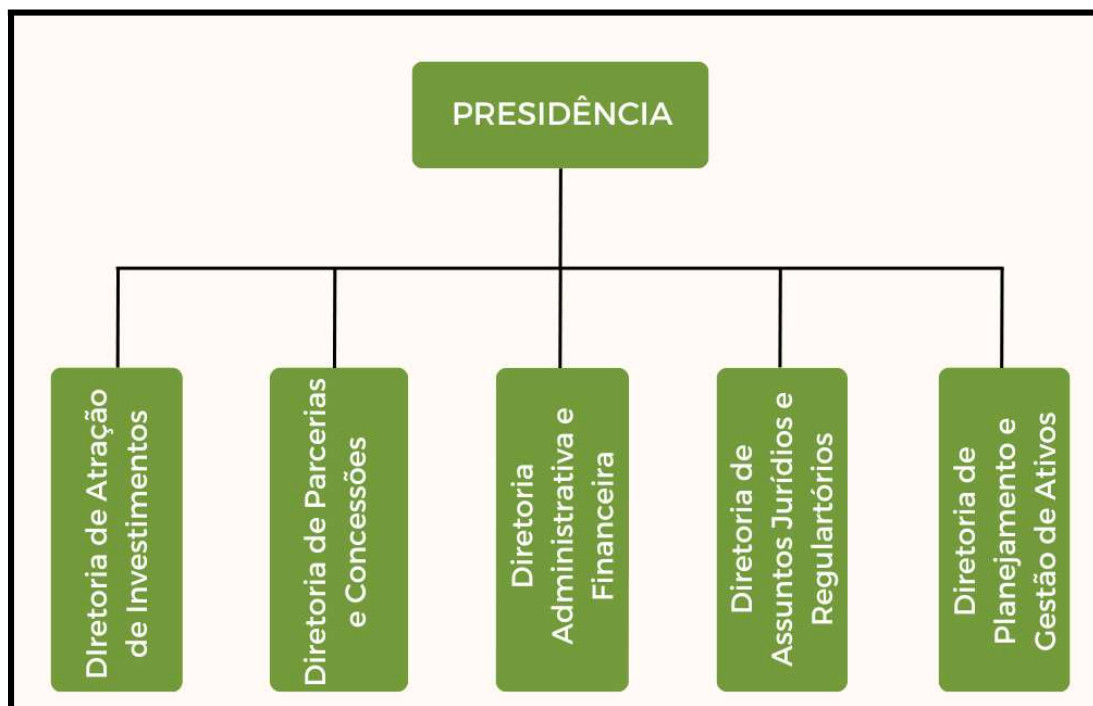 PRESIDÊNCIA
DIretoria de Atração
de Investimentos
Diretoria de Parcerias
e Concessões
Diretoria
Administrativa e
Financeira
Diretoria de
Assuntos Jurídios e
Regulartórios
Diretoria de
Planejamento e
Gestão de Ativos